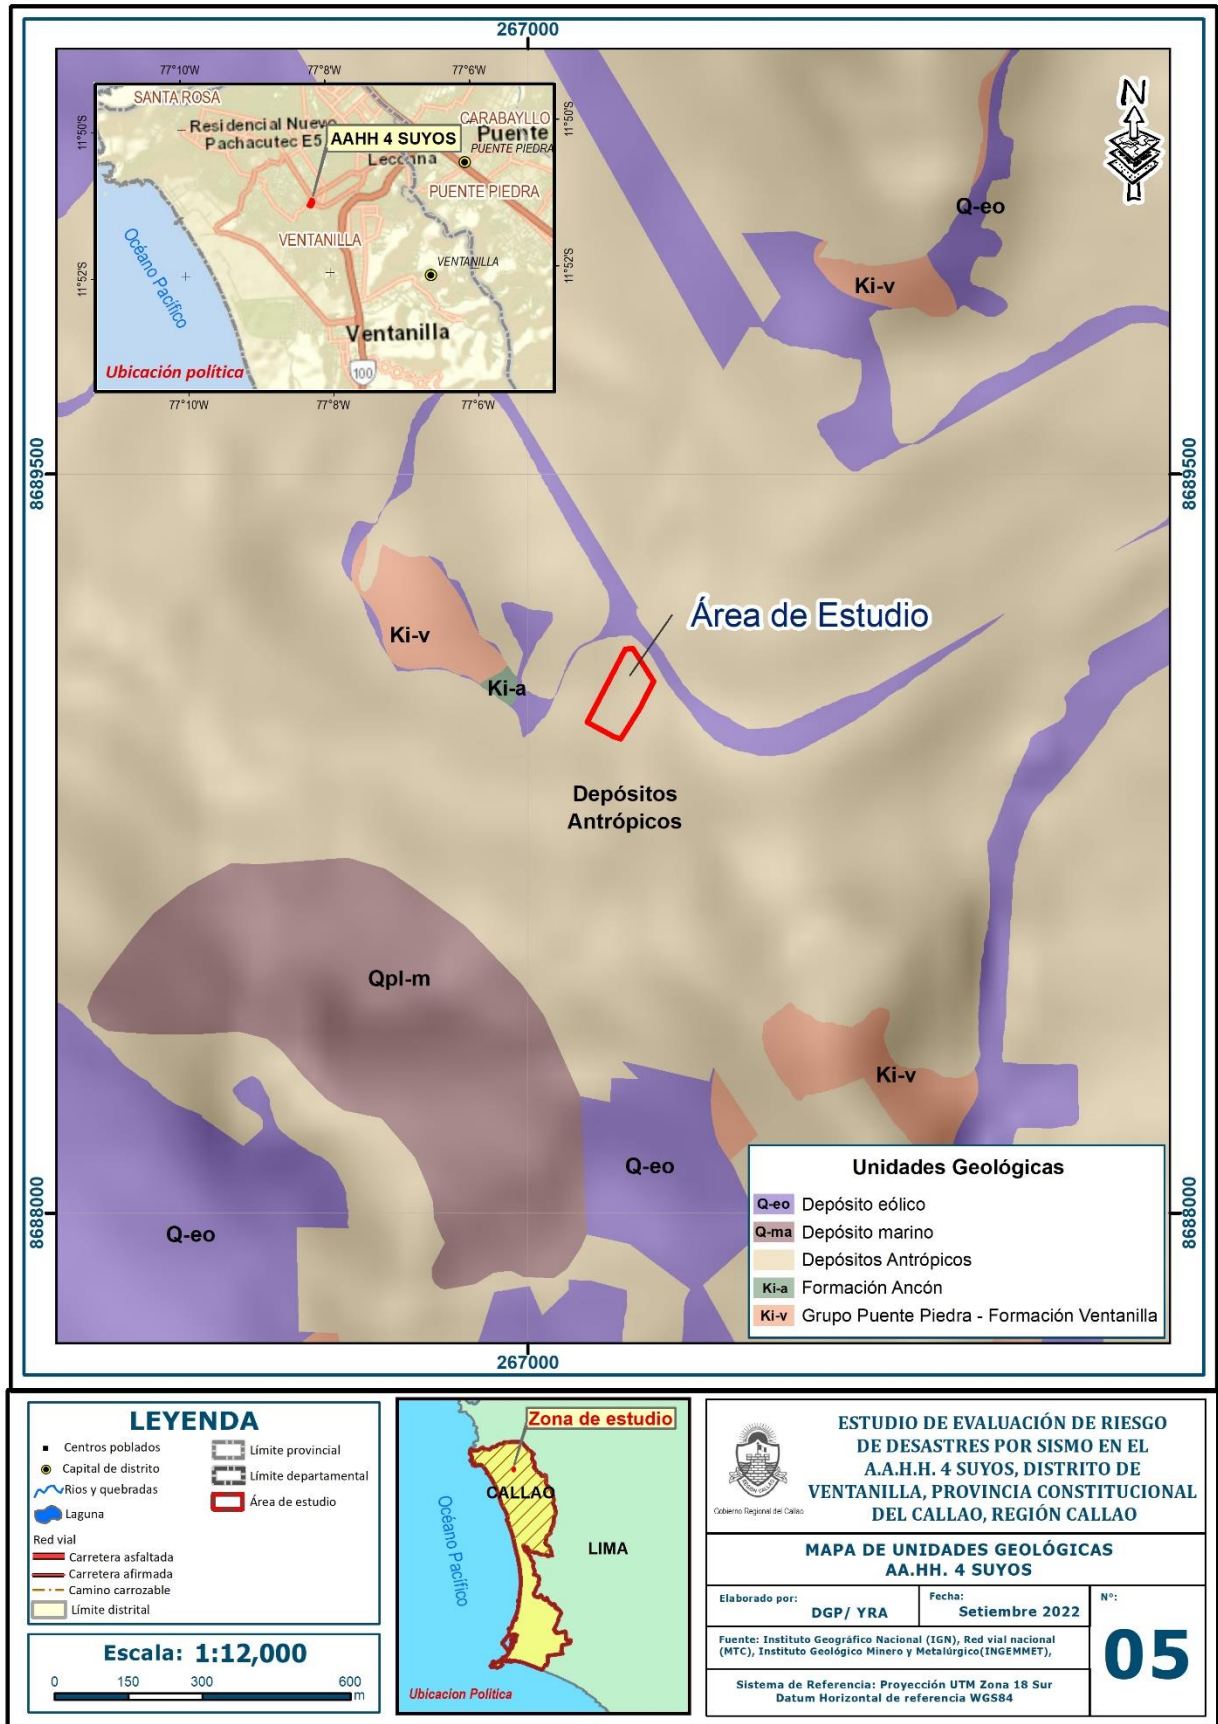 267000
77°10'W
77°8'W
77°6'W
SANTA ROSA
CARABAYLLO
Residencial Nuevo
Pachacutec E5
AAHH 4 SUYOS
Puente
PUENTE PIEDRA
PUENTE PIEDRA
VENTANILLA
VENTANILLA
Océano Pacífico
Ventanilla
100
Ubicación política
11°50'S
11°50'S
11°52'S
11°52'S
77°10'W
77°8'W
77°6'W
N
Q-eo
Ki-v
8689500
8689500
Área de Estudio
Ki-v
Ki-a
Depósitos
Antrópicos
Qpl-m
Ki-v
Q-eo
Q-eo
8688000
8688000
Unidades Geológicas
Q-eo Depósito eólico
Q-ma Depósito marino
Depósitos Antrópicos
Ki-a Formación Ancón
Ki-v Grupo Puente Piedra - Formación Ventanilla
267000
LEYENDA
Centros poblados
Capital de distrito
Rios y quebradas
Laguna
Límite provincial
Límite departamental
Área de estudio
Red vial
Carretera asfaltada
Carretera afirmada
Camino carrozable
Límite distrital
Escala: 1:12,000
0 150 300 600
m
Zona de estudio
CALLAO
LIMA
Océano Pacífico
Ubicacion Politica
REGIÓN CALLAO
Gobierno Regional del Callao
ESTUDIO DE EVALUACIÓN DE RIESGO
DE DESASTRES POR SISMO EN EL
A.A.H.H. 4 SUYOS, DISTRITO DE
VENTANILLA, PROVINCIA CONSTITUCIONAL
DEL CALLAO, REGIÓN CALLAO
MAPA DE UNIDADES GEOLÓGICAS
AA.HH. 4 SUYOS
Elaborado por:
DGP/ YRA
Fecha:
Setiembre 2022
N°:
05
Fuente: Instituto Geográfico Nacional (IGN), Red vial nacional
(MTC), Instituto Geológico Minero y Metalúrgico(INGEMMET),
Sistema de Referencia: Proyección UTM Zona 18 Sur
Datum Horizontal de referencia WGS84